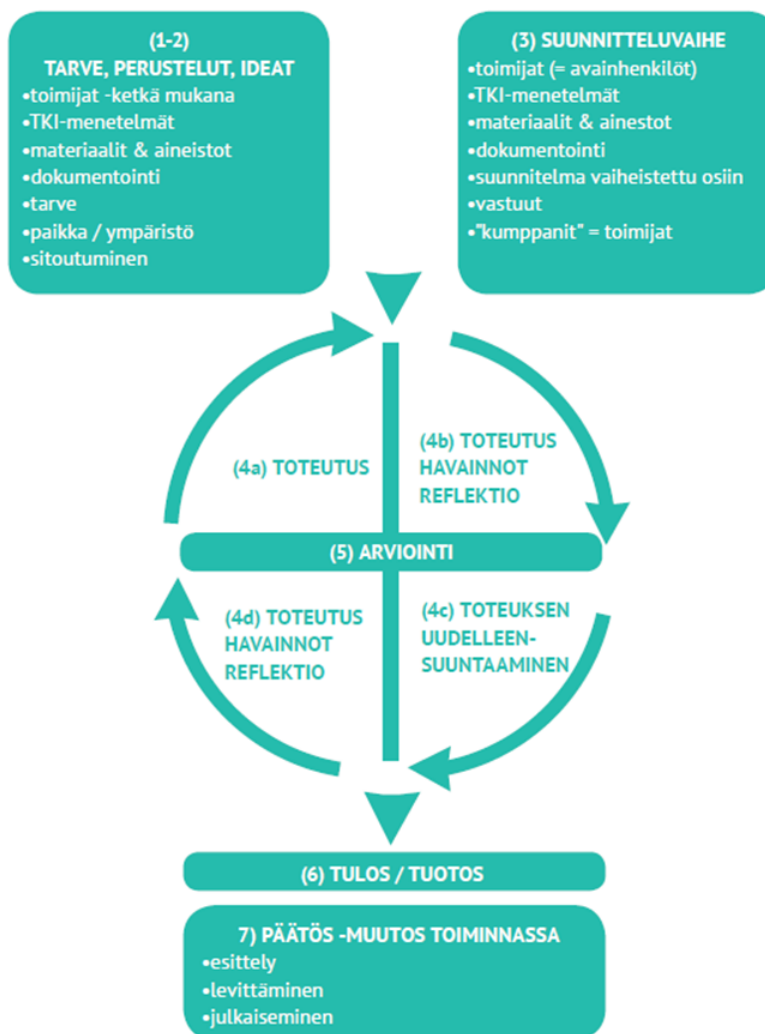 (1-2)
TARVE, PERUSTELUT, IDEAT
•toimijat -ketkä mukana
•TKI-menetelmät
•materiaalit & aineistot
•dokumentointi
•tarve
•paikka / ympäristö
•sitoutuminen
(3) SUUNNITTELUVAIHE
•toimijat (= avainhenkilöt)
•TKI-menetelmät
•materiaalit & ainestot
•dokumentointi
•suunnitelma vaiheistettu osiin
•vastuut
•"kumppanit" = toimijat
(4a) TOTEUTUS
(4b) TOTEUTUS
HAVAINNOT
REFLEKTIO
(5) ARVIOINTI
(4d) TOTEUTUS
HAVAINNOT
REFLEKTIO
(4c) TOTEUKSEN
UUDELLEEN-
SUUNTAAMINEN
(6) TULOS / TUOTOS
7) PÄÄTÖS -MUUTOS TOIMINNASSA
•esittely
•levittäminen
•julkaiseminen